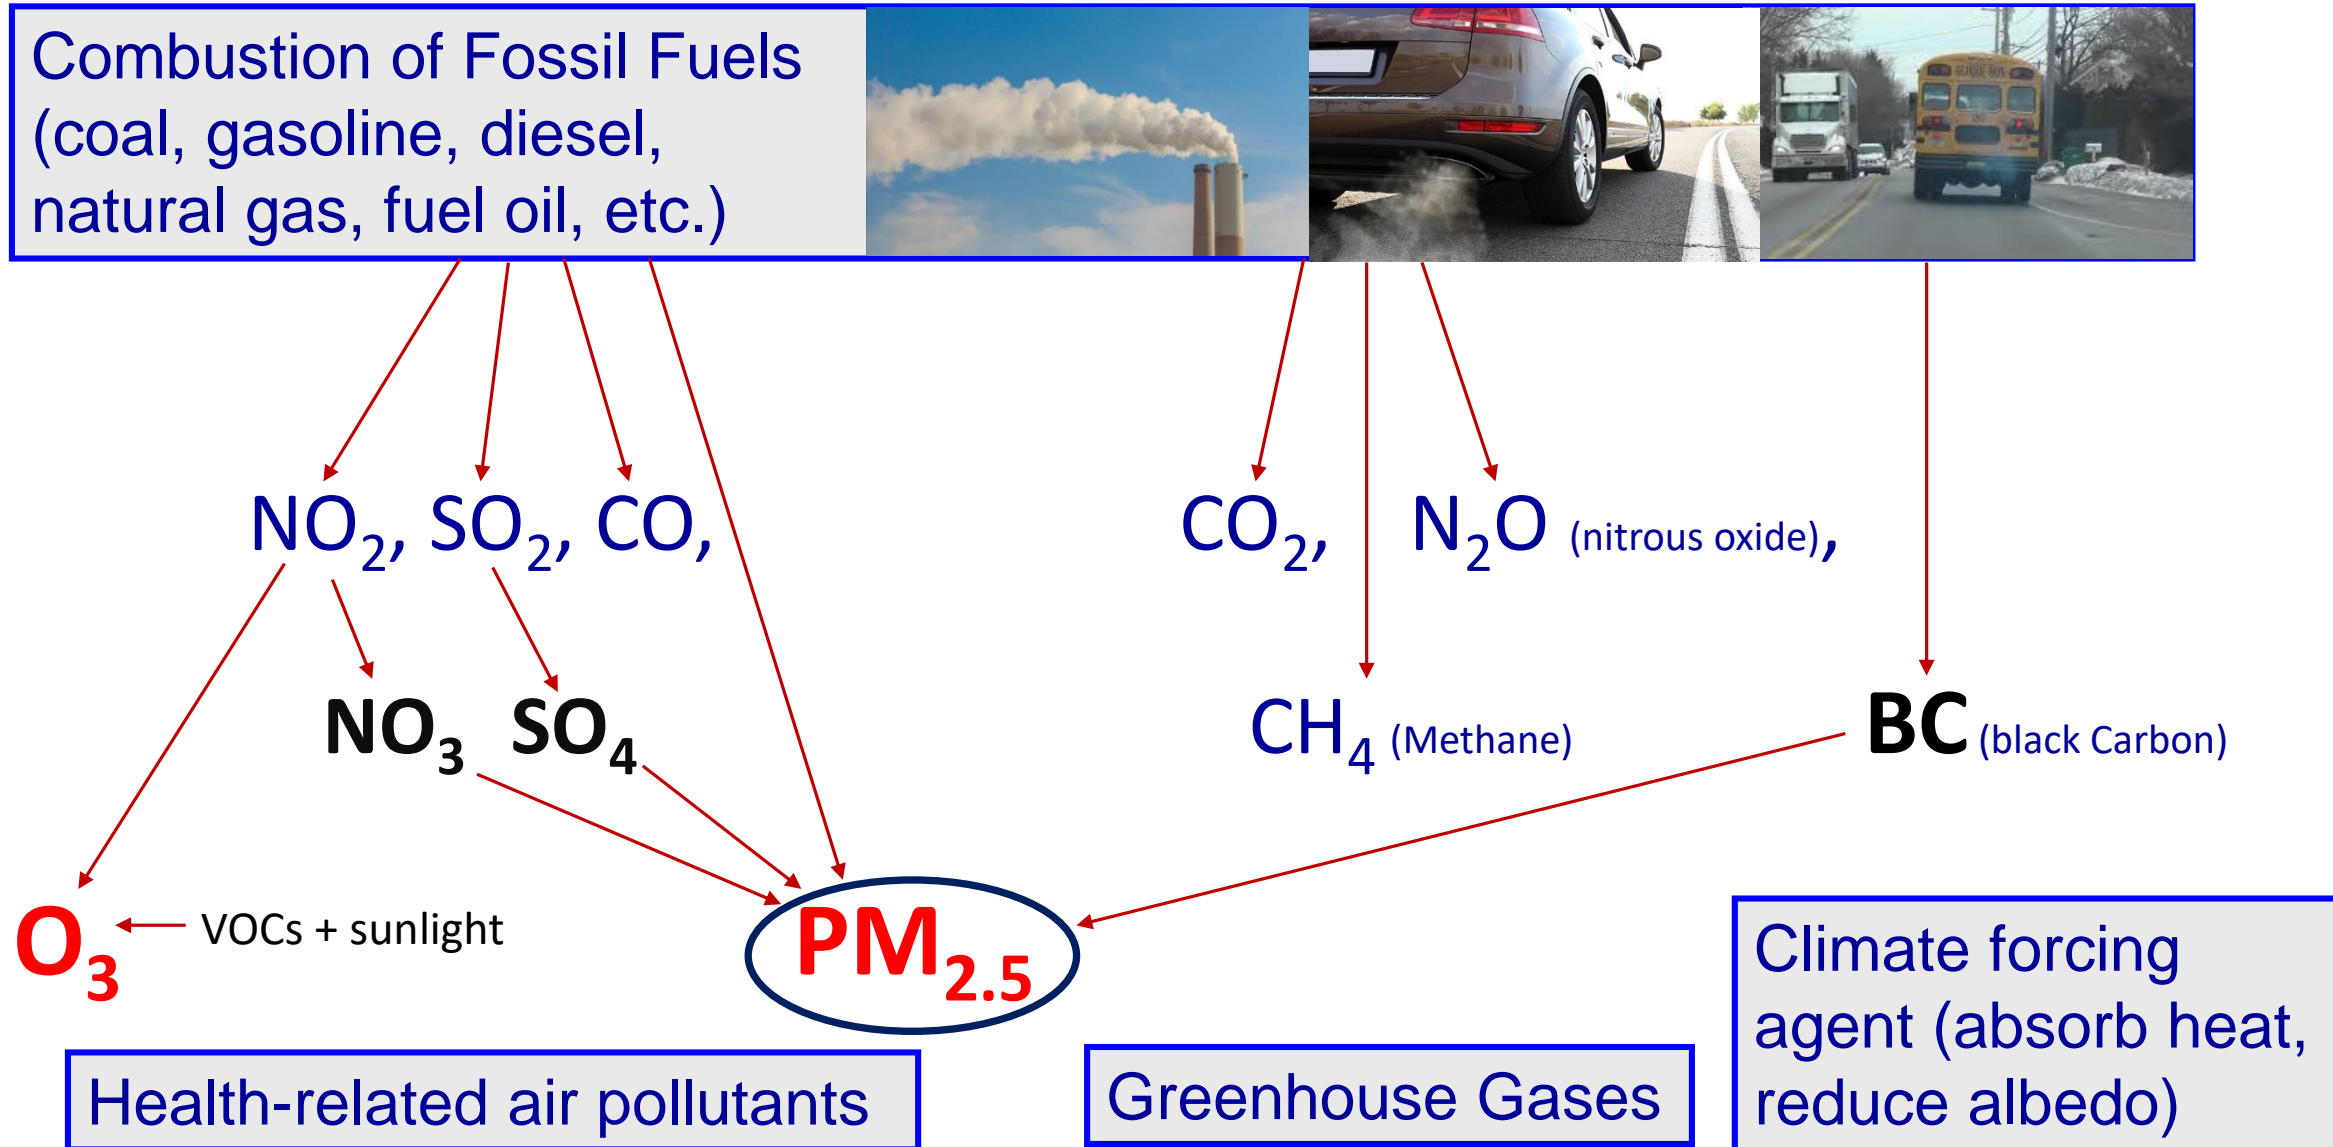 Combustion of Fossil Fuels
(coal, gasoline, diesel,
natural gas, fuel oil, etc.)
SCHOOL BUS
NO₂, SO₂, CO,
CO₂, N₂O (nitrous oxide),
NO₃ SO₄
CH₄ (Methane)
BC (black Carbon)
O₃
VOCs + sunlight
PM₂.₅
Health-related air pollutants
Greenhouse Gases
Climate forcing
agent (absorb heat,
reduce albedo)